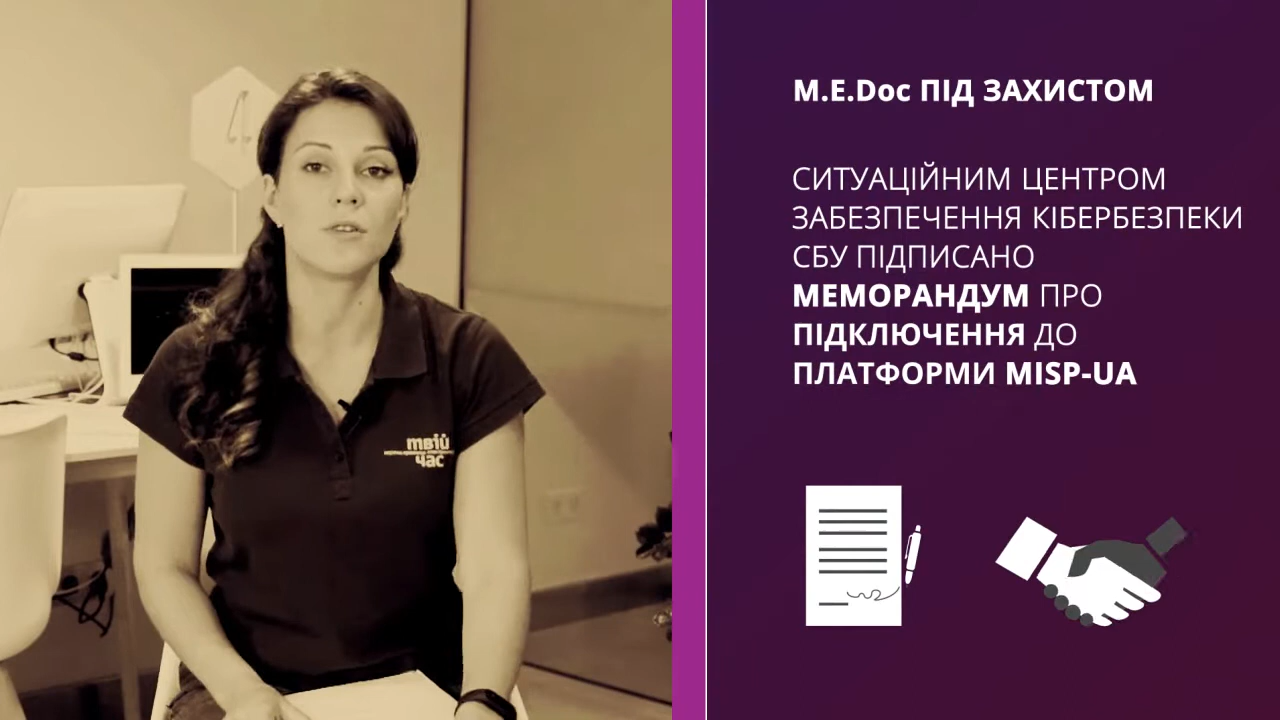 твій
час
M.E.Doc ПІД ЗАХИСТОМ
СИТУАЦІЙНИМ ЦЕНТРОМ
ЗАБЕЗПЕЧЕННЯ КІБЕРБЕЗПЕКИ
СБУ ПІДПИСАНО
МЕМОРАНДУМ ПРО
ПІДКЛЮЧЕННЯ ДО
ПЛАТФОРМИ MISP-UA